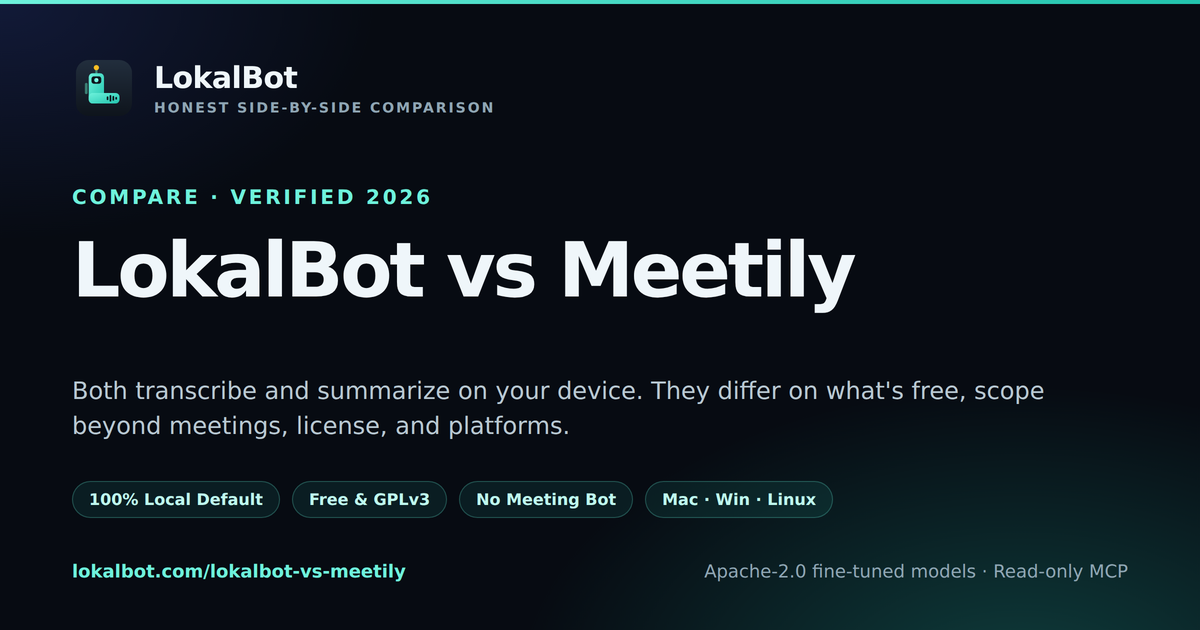 LokalBot
HONEST SIDE-BY-SIDE COMPARISON
COMPARE · VERIFIED 2026
LokalBot vs Meetily
Both transcribe and summarize on your device. They differ on what's free, scope
beyond meetings, license, and platforms.
100% Local Default
Free & GPLv3
No Meeting Bot
Mac · Win · Linux
lokalbot.com/lokalbot-vs-meetily
Apache-2.0 fine-tuned models · Read-only MCP